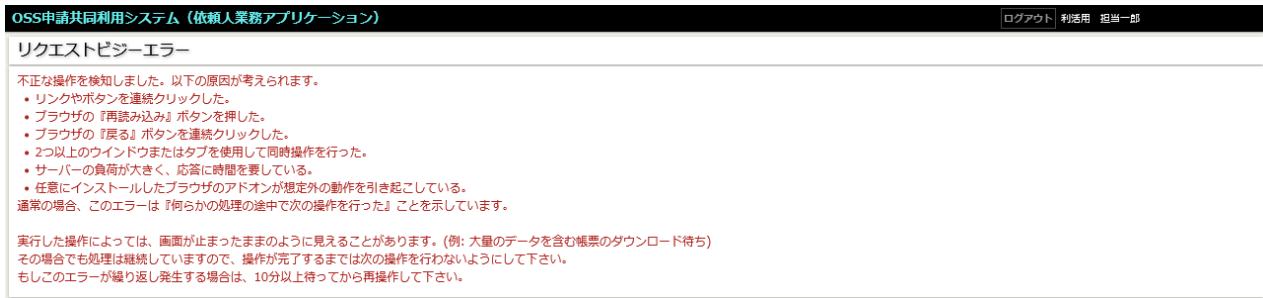 OSS申請共同利用システム（依頼人業務アプリケーション） ログアウト 利活用 担当一郎
リクエストビジーエラー
不正な操作を検知しました。以下の原因が考えられます。
• リンクやボタンを連続クリックした。
• ブラウザの『再読み込み』ボタンを押した。
• ブラウザの『戻る』ボタンを連続クリックした。
• 2つ以上のウインドウまたはタブを使用して同時操作を行った。
• サーバーの負荷が大きく、応答に時間を要している。
• 任意にインストールしたブラウザのアドオンが想定外の動作を引き起こしている。
通常の場合、このエラーは『何らかの処理の途中で次の操作を行った』ことを示しています。
実行した操作によっては、画面が止まったままのように見えることがあります。(例: 大量のデータを含む帳票のダウンロード待ち)
その場合でも処理は継続していますので、操作が完了するまでは次の操作を行わないようにして下さい。
もしこのエラーが繰り返し発生する場合は、10分以上待ってから再操作して下さい。